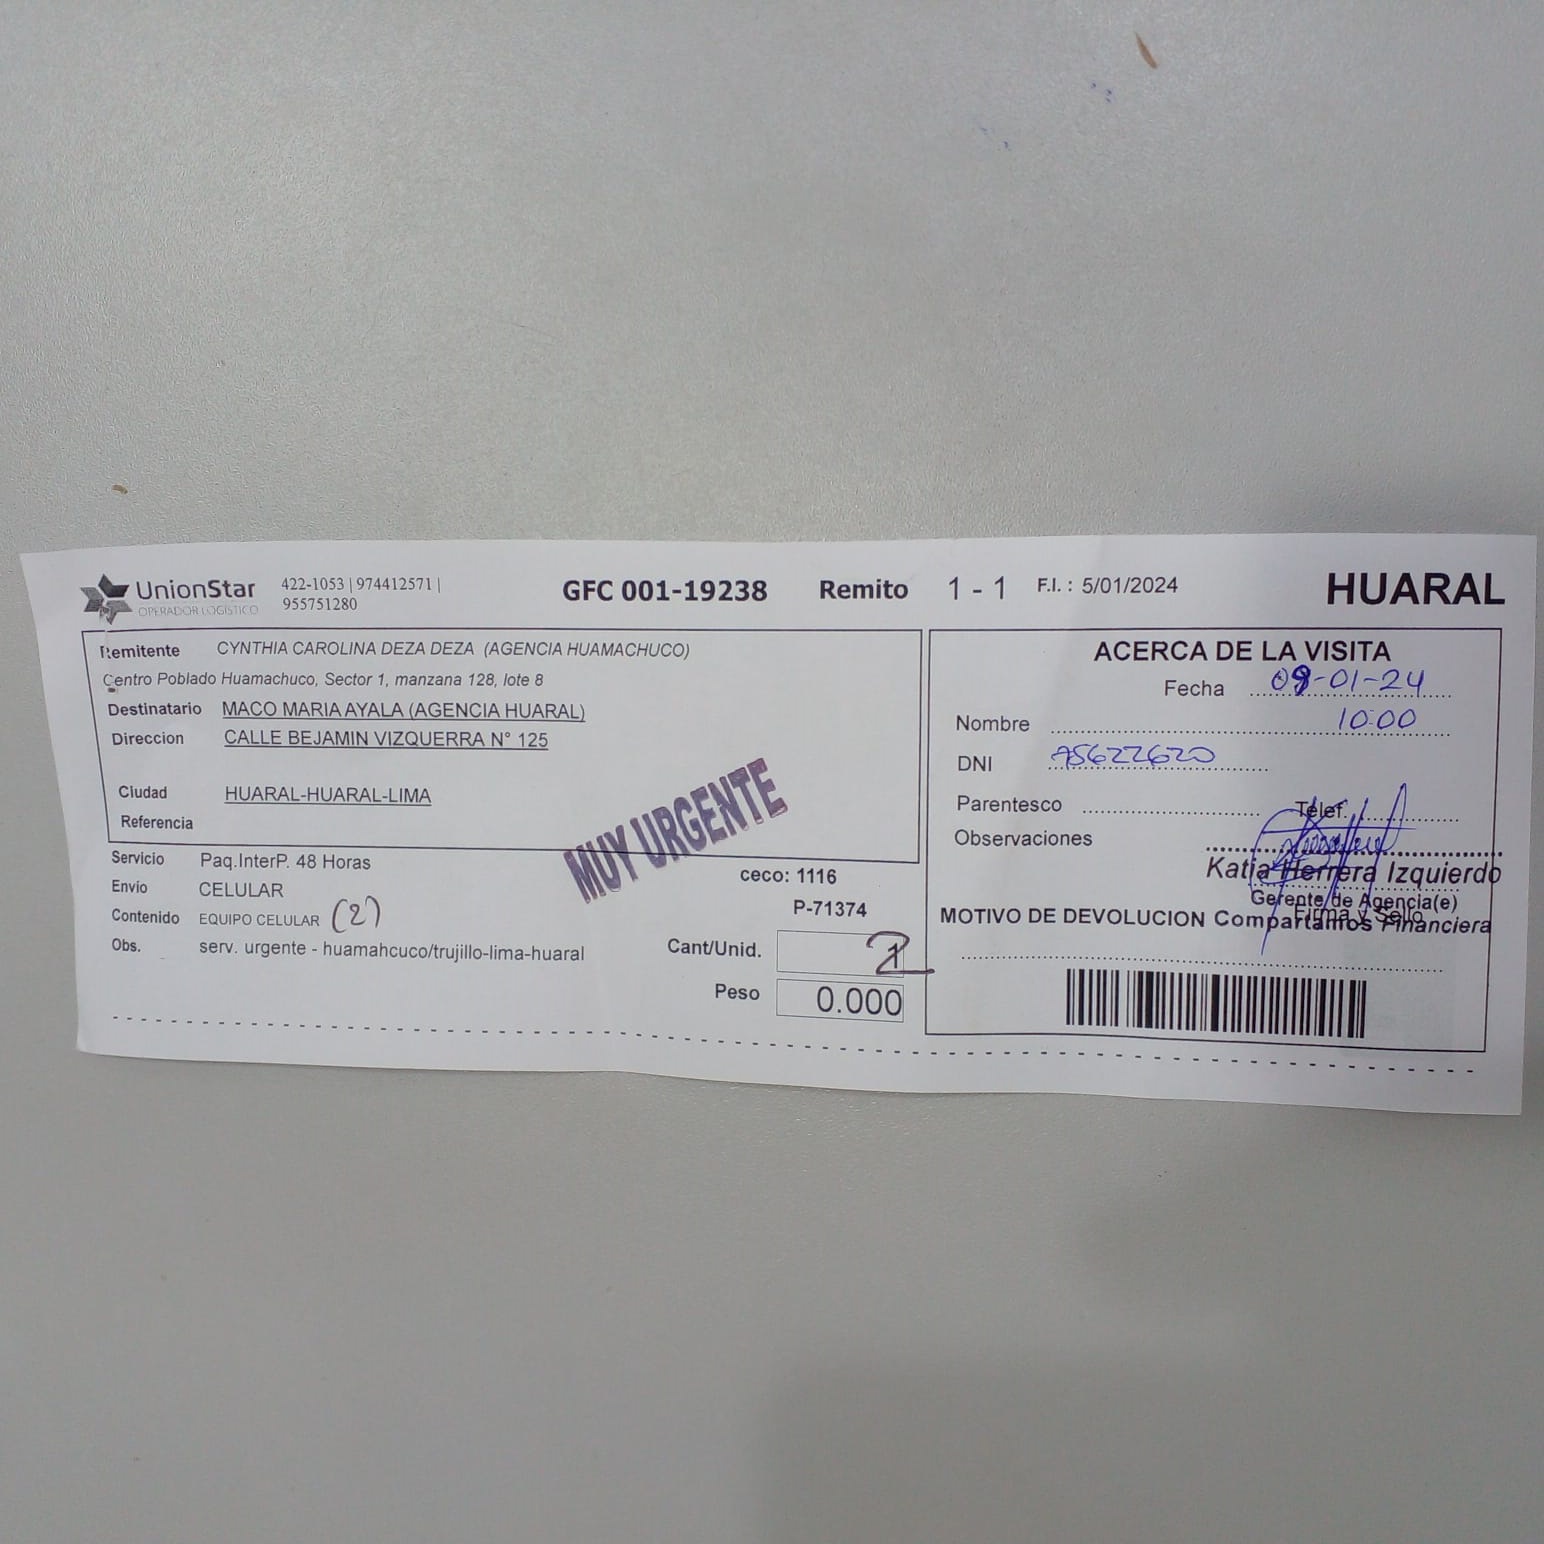 UnionStar
OPERADOR LOGÍSTICO
422-1053 | 974412571 |
955751280
GFC 001-19238 Remito 1 - 1 F.I. : 5/01/2024 HUARAL
Remitente CYNTHIA CAROLINA DEZA DEZA (AGENCIA HUAMACHUCO)
Centro Poblado Huamachuco, Sector 1, manzana 128, lote 8
Destinatario MACO MARIA AYALA (AGENCIA HUARAL)
Direccion CALLE BEJAMIN VIZQUERRA N° 125
Ciudad HUARAL-HUARAL-LIMA
Referencia
MUY URGENTE
Servicio Paq.InterP. 48 Horas
Envío CELULAR
Contenido EQUIPO CELULAR (2)
Obs. serv. urgente - huamahcuco/trujillo-lima-huaral
ceco: 1116
P-71374
Cant/Unid. 2
Peso 0.000
ACERCA DE LA VISITA
Fecha 09-01-24
Nombre 10:00
DNI 75622620
Parentesco Telef.
Observaciones
Katia Herrera Izquierdo
Gerente de Agencia(e)
Firma y Sello
MOTIVO DE DEVOLUCION Compartamos Financiera